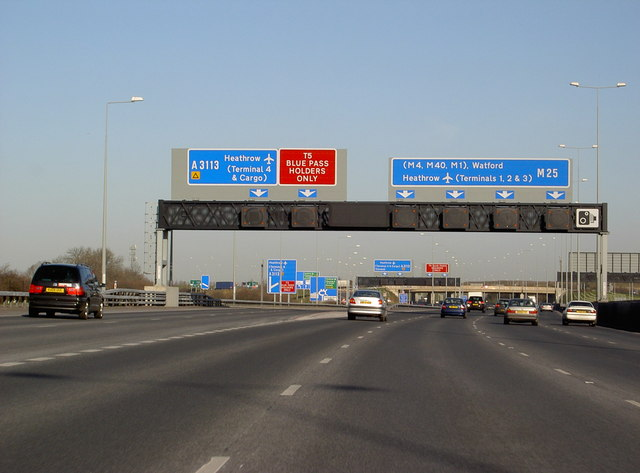 A3113
Heathrow
(Terminal 4
& Cargo)
T5
BLUE PASS
HOLDERS
ONLY
(M4, M40, M1), Watford
Heathrow (Terminals 1, 2 & 3)
M25